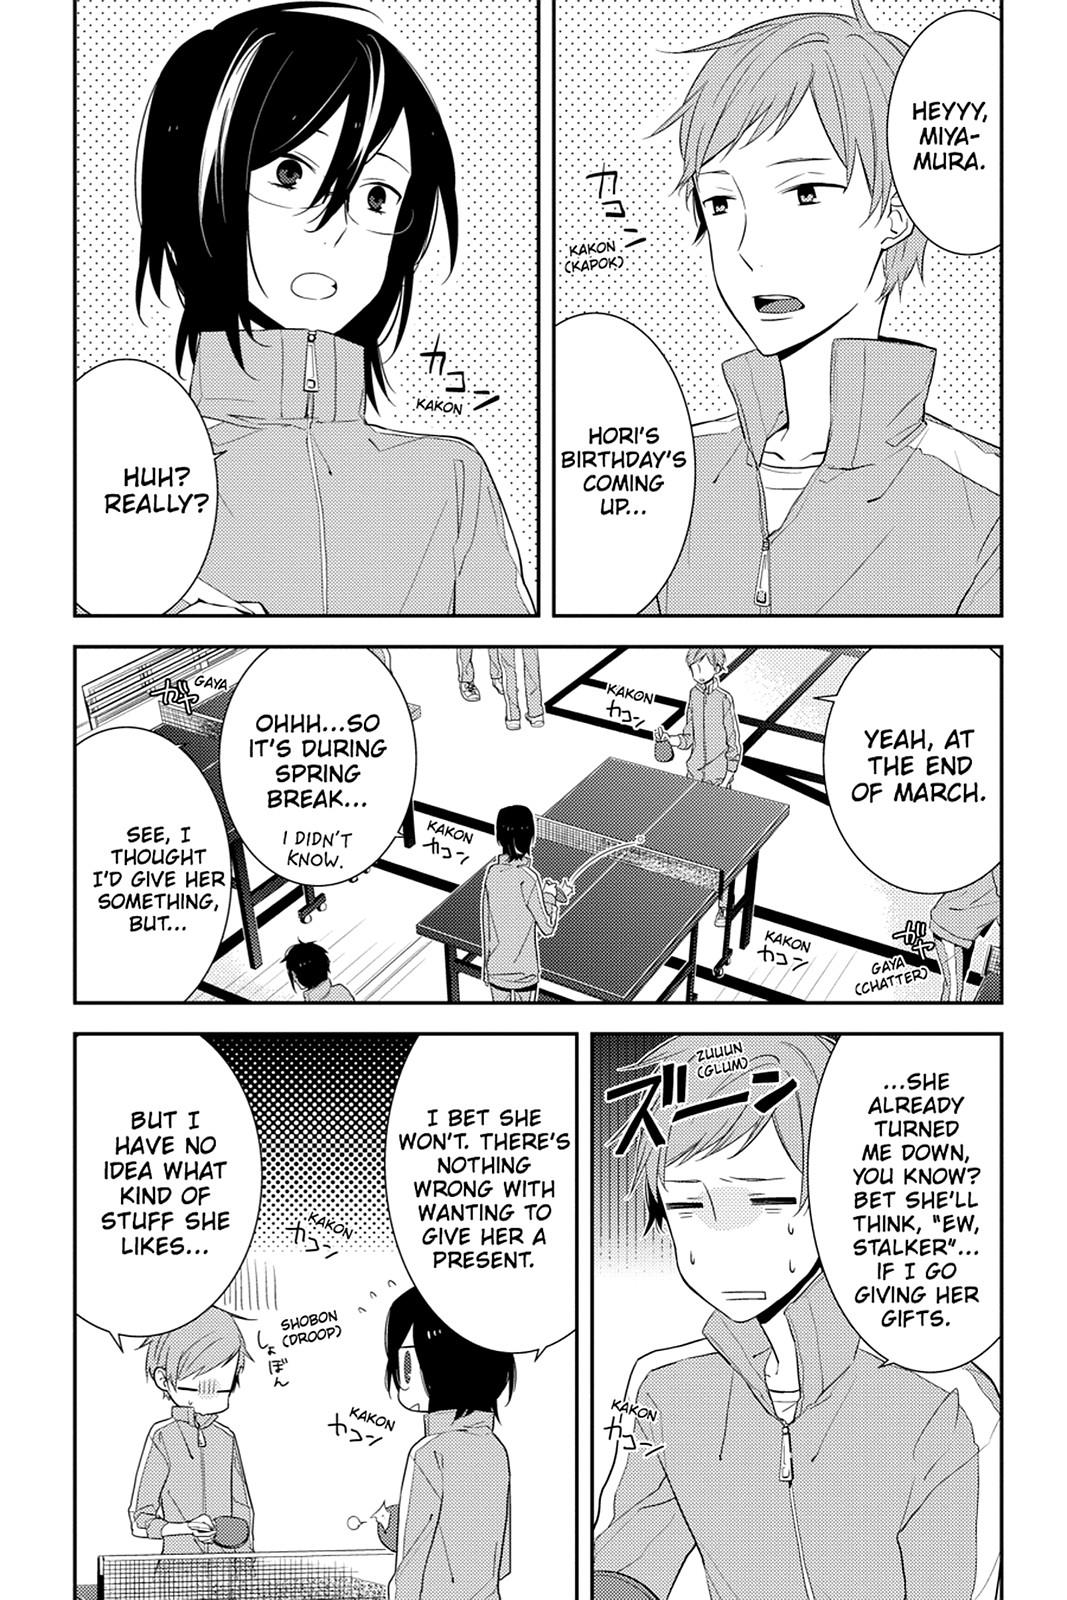 HEYYY,
MIYA-
MURA.
カコン
KAKON
(KAPOK)
HORI'S
BIRTHDAY'S
COMING
UP...
カコン
KAKON
HUH?
REALLY?
YEAH, AT
THE END
OF MARCH.
KAKON
カコン
GAYA
ガヤ
OHHH...SO
IT'S DURING
SPRING
BREAK...
I DIDN'T
KNOW.
SEE, I
THOUGHT
I'D GIVE HER
SOMETHING,
BUT...
KAKON
カコン
KAKON
カコン
ガヤ
GAYA
(CHATTER)
ズーン
ZUUUN
(GLUM)
...SHE
ALREADY
TURNED
ME DOWN,
YOU KNOW?
BET SHE'LL
THINK, "EW,
STALKER"...
IF I GO
GIVING HER
GIFTS.
KAKON
カコン
I BET SHE
WON'T. THERE'S
NOTHING
WRONG WITH
WANTING TO
GIVE HER A
PRESENT.
BUT I
HAVE NO
IDEA WHAT
KIND OF
STUFF SHE
LIKES...
KAKON
カコン
SHOBON
(DROOP)
しょぼん
KAKON
カコン